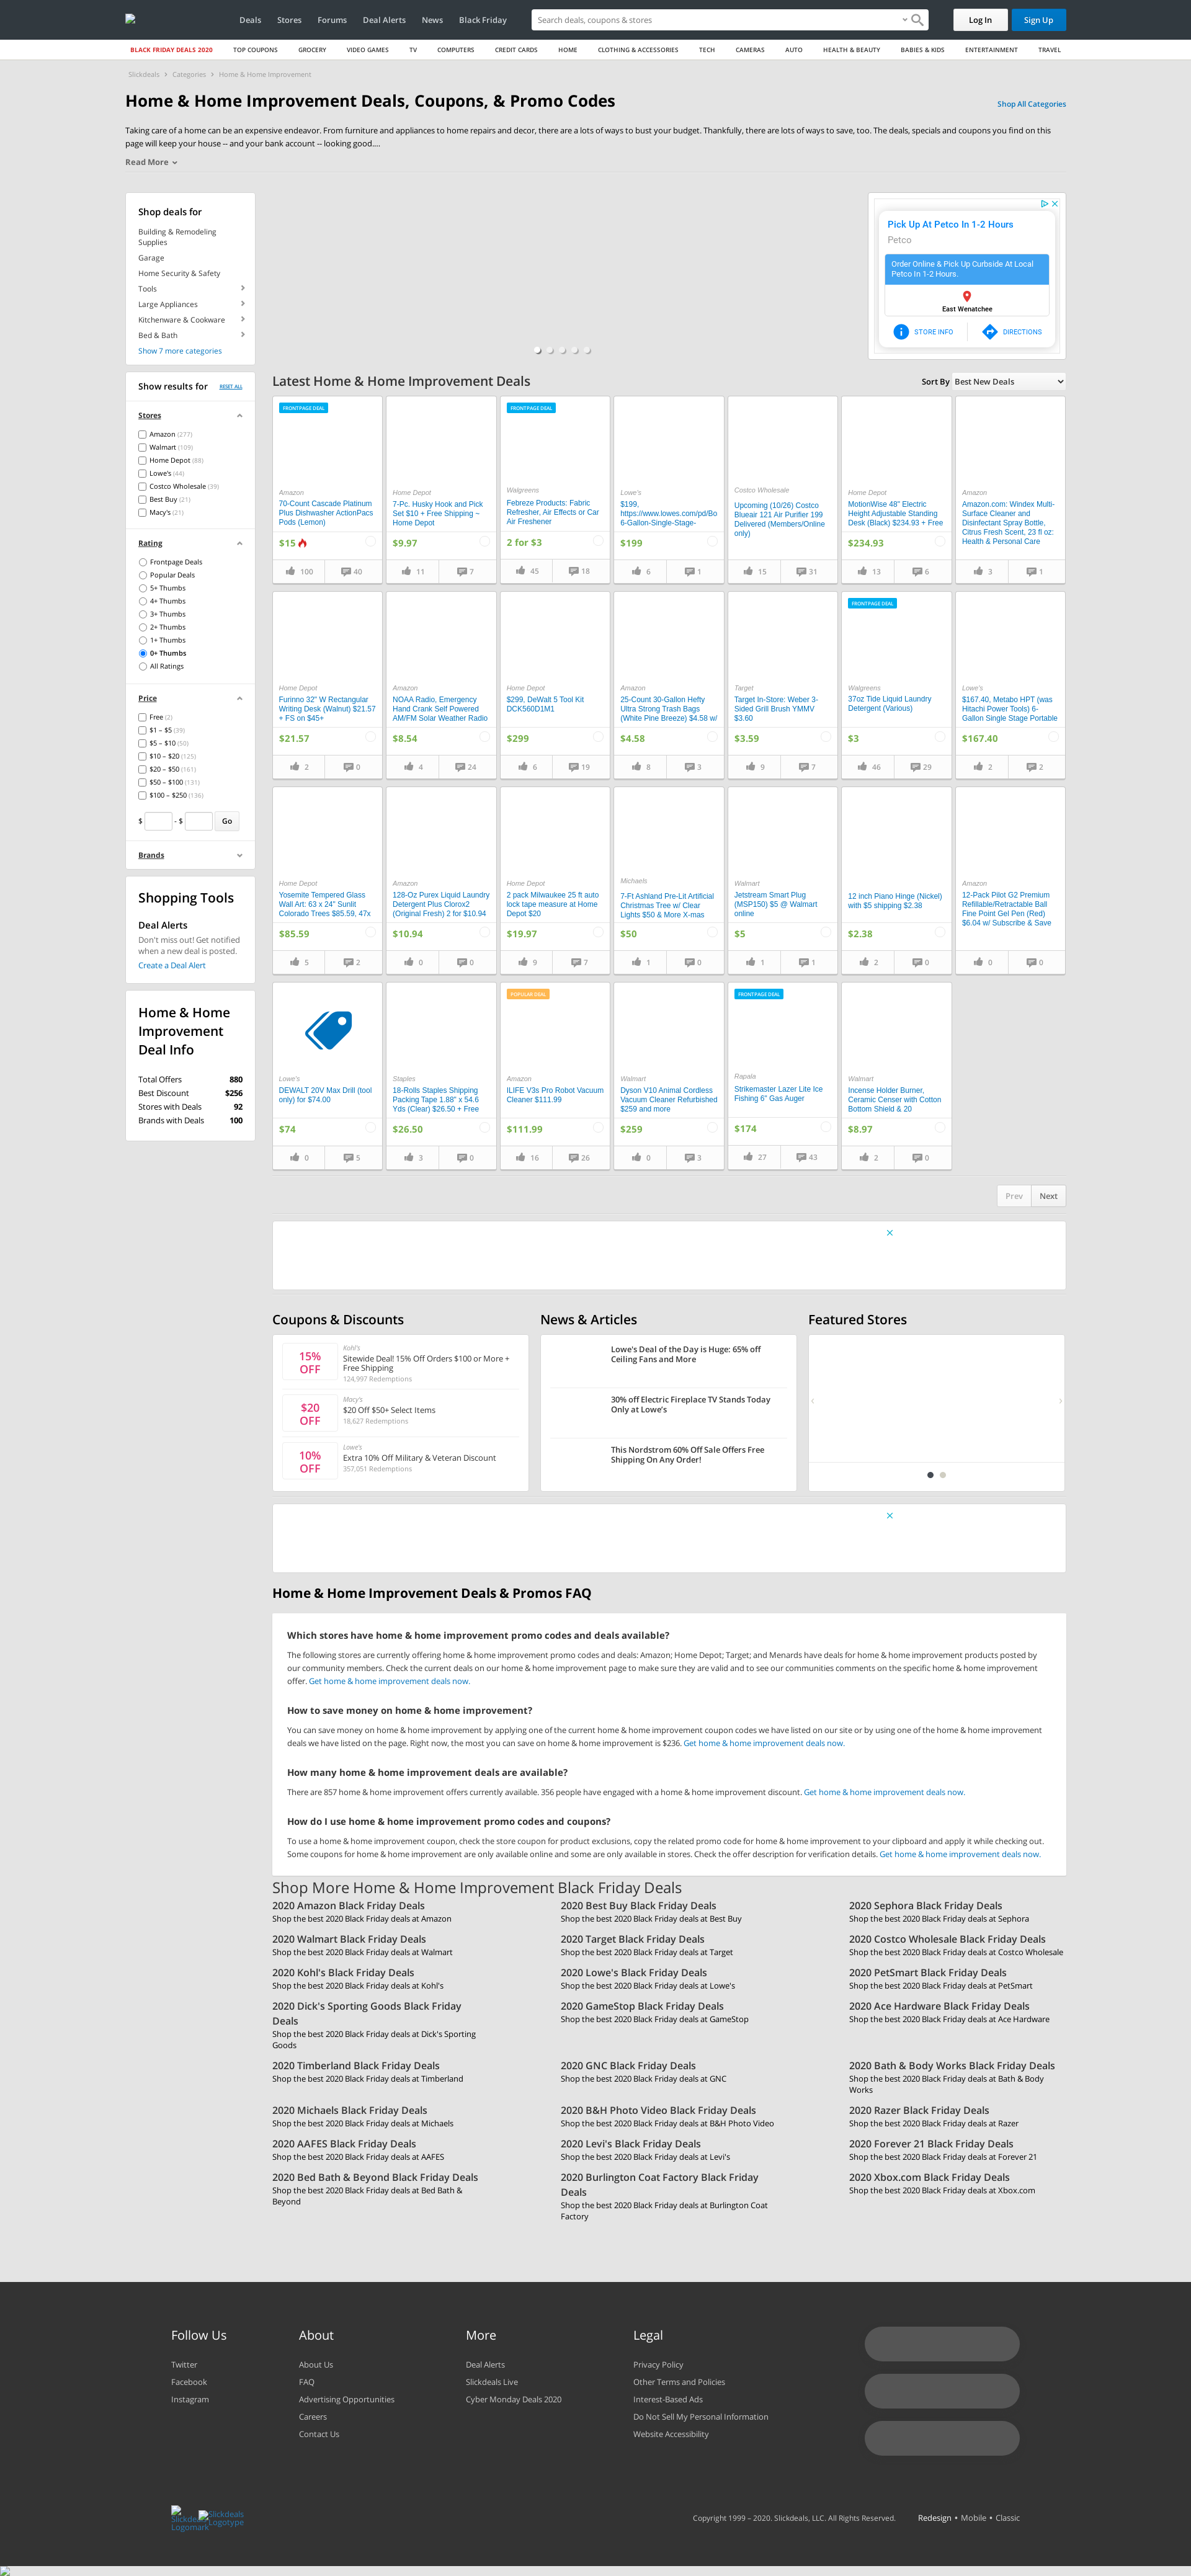 Deals Stores Forums Deal Alerts News Black Friday
Search deals, coupons & stores
Log In
Sign Up
BLACK FRIDAY DEALS 2020 TOP COUPONS GROCERY VIDEO GAMES TV COMPUTERS CREDIT CARDS HOME CLOTHING & ACCESSORIES TECH CAMERAS AUTO HEALTH & BEAUTY BABIES & KIDS ENTERTAINMENT TRAVEL
Slickdeals Categories Home & Home Improvement
Home & Home Improvement Deals, Coupons, & Promo Codes
Shop All Categories
Taking care of a home can be an expensive endeavor. From furniture and appliances to home repairs and decor, there are a lots of ways to bust your budget. Thankfully, there are lots of ways to save, too. The deals, specials and coupons you find on this
page will keep your house -- and your bank account -- looking good....
Read More
Shop deals for
Building & Remodeling
Supplies
Garage
Home Security & Safety
Tools
Large Appliances
Kitchenware & Cookware
Bed & Bath
Show 7 more categories
Pick Up At Petco In 1-2 Hours
Petco
Order Online & Pick Up Curbside At Local
Petco In 1-2 Hours.
East Wenatchee
STORE INFO
DIRECTIONS
Show results for
RESET ALL
Stores
Amazon (277)
Walmart (109)
Home Depot (88)
Lowe's (44)
Costco Wholesale (39)
Best Buy (21)
Macy's (21)
Rating
Frontpage Deals
Popular Deals
5+ Thumbs
4+ Thumbs
3+ Thumbs
2+ Thumbs
1+ Thumbs
0+ Thumbs
All Ratings
Price
Free (2)
$1 – $5 (39)
$5 – $10 (50)
$10 – $20 (125)
$20 – $50 (161)
$50 – $100 (131)
$100 – $250 (136)
$ - $ Go
Brands
Shopping Tools
Deal Alerts
Don't miss out! Get notified
when a new deal is posted.
Create a Deal Alert
Home & Home
Improvement
Deal Info
Total Offers 880
Best Discount $256
Stores with Deals 92
Brands with Deals 100
Latest Home & Home Improvement Deals
Sort By Best New Deals
FRONTPAGE DEAL
Amazon
70-Count Cascade Platinum
Plus Dishwasher ActionPacs
Pods (Lemon)
$15
100 40
Home Depot
7-Pc. Husky Hook and Pick
Set $10 + Free Shipping ~
Home Depot
$9.97
11 7
FRONTPAGE DEAL
Walgreens
Febreze Products: Fabric
Refresher, Air Effects or Car
Air Freshener
2 for $3
45 18
Lowe's
$199,
https://www.lowes.com/pd/Bo
6-Gallon-Single-Stage-
$199
6 1
Costco Wholesale
Upcoming (10/26) Costco
Blueair 121 Air Purifier 199
Delivered (Members/Online
only)
15 31
Home Depot
MotionWise 48" Electric
Height Adjustable Standing
Desk (Black) $234.93 + Free
$234.93
13 6
Amazon
Amazon.com: Windex Multi-
Surface Cleaner and
Disinfectant Spray Bottle,
Citrus Fresh Scent, 23 fl oz:
Health & Personal Care
3 1
Home Depot
Furinno 32" W Rectangular
Writing Desk (Walnut) $21.57
+ FS on $45+
$21.57
2 0
Amazon
NOAA Radio, Emergency
Hand Crank Self Powered
AM/FM Solar Weather Radio
$8.54
4 24
Home Depot
$299, DeWalt 5 Tool Kit
DCK560D1M1
$299
6 19
Amazon
25-Count 30-Gallon Hefty
Ultra Strong Trash Bags
(White Pine Breeze) $4.58 w/
$4.58
8 3
Target
Target In-Store: Weber 3-
Sided Grill Brush YMMV
$3.60
$3.59
9 7
FRONTPAGE DEAL
Walgreens
37oz Tide Liquid Laundry
Detergent (Various)
$3
46 29
Lowe's
$167.40, Metabo HPT (was
Hitachi Power Tools) 6-
Gallon Single Stage Portable
$167.40
2 2
Home Depot
Yosemite Tempered Glass
Wall Art: 63 x 24" Sunlit
Colorado Trees $85.59, 47x
$85.59
5 2
Amazon
128-Oz Purex Liquid Laundry
Detergent Plus Clorox2
(Original Fresh) 2 for $10.94
$10.94
0 0
Home Depot
2 pack Milwaukee 25 ft auto
lock tape measure at Home
Depot $20
$19.97
9 7
Michaels
7-Ft Ashland Pre-Lit Artificial
Christmas Tree w/ Clear
Lights $50 & More X-mas
$50
1 0
Walmart
Jetstream Smart Plug
(MSP150) $5 @ Walmart
online
$5
1 1
12 inch Piano Hinge (Nickel)
with $5 shipping $2.38
$2.38
2 0
Amazon
12-Pack Pilot G2 Premium
Refillable/Retractable Ball
Fine Point Gel Pen (Red)
$6.04 w/ Subscribe & Save
0 0
Lowe's
DEWALT 20V Max Drill (tool
only) for $74.00
$74
0 5
Staples
18-Rolls Staples Shipping
Packing Tape 1.88" x 54.6
Yds (Clear) $26.50 + Free
$26.50
3 0
POPULAR DEAL
Amazon
ILIFE V3s Pro Robot Vacuum
Cleaner $111.99
$111.99
16 26
Walmart
Dyson V10 Animal Cordless
Vacuum Cleaner Refurbished
$259 and more
$259
0 3
FRONTPAGE DEAL
Rapala
Strikemaster Lazer Lite Ice
Fishing 6" Gas Auger
$174
27 43
Walmart
Incense Holder Burner,
Ceramic Censer with Cotton
Bottom Shield & 20
$8.97
2 0
Prev Next
Coupons & Discounts
15%
OFF
Kohl's
Sitewide Deal! 15% Off Orders $100 or More +
Free Shipping
124,997 Redemptions
$20
OFF
Macy's
$20 Off $50+ Select Items
18,627 Redemptions
10%
OFF
Lowe's
Extra 10% Off Military & Veteran Discount
357,051 Redemptions
News & Articles
Lowe's Deal of the Day is Huge: 65% off
Ceiling Fans and More
30% off Electric Fireplace TV Stands Today
Only at Lowe's
This Nordstrom 60% Off Sale Offers Free
Shipping On Any Order!
Featured Stores
Home & Home Improvement Deals & Promos FAQ
Which stores have home & home improvement promo codes and deals available?
The following stores are currently offering home & home improvement promo codes and deals: Amazon; Home Depot; Target; and Menards have deals for home & home improvement products posted by
our community members. Check the current deals on our home & home improvement page to make sure they are valid and to see our communities comments on the specific home & home improvement
offer. Get home & home improvement deals now.
How to save money on home & home improvement?
You can save money on home & home improvement by applying one of the current home & home improvement coupon codes we have listed on our site or by using one of the home & home improvement
deals we have listed on the page. Right now, the most you can save on home & home improvement is $236. Get home & home improvement deals now.
How many home & home improvement deals are available?
There are 857 home & home improvement offers currently available. 356 people have engaged with a home & home improvement discount. Get home & home improvement deals now.
How do I use home & home improvement promo codes and coupons?
To use a home & home improvement coupon, check the store coupon for product exclusions, copy the related promo code for home & home improvement to your clipboard and apply it while checking out.
Some coupons for home & home improvement are only available online and some are only available in stores. Check the offer description for verification details. Get home & home improvement deals now.
Shop More Home & Home Improvement Black Friday Deals
2020 Amazon Black Friday Deals
Shop the best 2020 Black Friday deals at Amazon
2020 Best Buy Black Friday Deals
Shop the best 2020 Black Friday deals at Best Buy
2020 Sephora Black Friday Deals
Shop the best 2020 Black Friday deals at Sephora
2020 Walmart Black Friday Deals
Shop the best 2020 Black Friday deals at Walmart
2020 Target Black Friday Deals
Shop the best 2020 Black Friday deals at Target
2020 Costco Wholesale Black Friday Deals
Shop the best 2020 Black Friday deals at Costco Wholesale
2020 Kohl's Black Friday Deals
Shop the best 2020 Black Friday deals at Kohl's
2020 Lowe's Black Friday Deals
Shop the best 2020 Black Friday deals at Lowe's
2020 PetSmart Black Friday Deals
Shop the best 2020 Black Friday deals at PetSmart
2020 Dick's Sporting Goods Black Friday
Deals
Shop the best 2020 Black Friday deals at Dick's Sporting
Goods
2020 GameStop Black Friday Deals
Shop the best 2020 Black Friday deals at GameStop
2020 Ace Hardware Black Friday Deals
Shop the best 2020 Black Friday deals at Ace Hardware
2020 Timberland Black Friday Deals
Shop the best 2020 Black Friday deals at Timberland
2020 GNC Black Friday Deals
Shop the best 2020 Black Friday deals at GNC
2020 Bath & Body Works Black Friday Deals
Shop the best 2020 Black Friday deals at Bath & Body
Works
2020 Michaels Black Friday Deals
Shop the best 2020 Black Friday deals at Michaels
2020 B&H Photo Video Black Friday Deals
Shop the best 2020 Black Friday deals at B&H Photo Video
2020 Razer Black Friday Deals
Shop the best 2020 Black Friday deals at Razer
2020 AAFES Black Friday Deals
Shop the best 2020 Black Friday deals at AAFES
2020 Levi's Black Friday Deals
Shop the best 2020 Black Friday deals at Levi's
2020 Forever 21 Black Friday Deals
Shop the best 2020 Black Friday deals at Forever 21
2020 Bed Bath & Beyond Black Friday Deals
Shop the best 2020 Black Friday deals at Bed Bath &
Beyond
2020 Burlington Coat Factory Black Friday
Deals
Shop the best 2020 Black Friday deals at Burlington Coat
Factory
2020 Xbox.com Black Friday Deals
Shop the best 2020 Black Friday deals at Xbox.com
Follow Us
Twitter
Facebook
Instagram
About
About Us
FAQ
Advertising Opportunities
Careers
Contact Us
More
Deal Alerts
Slickdeals Live
Cyber Monday Deals 2020
Legal
Privacy Policy
Other Terms and Policies
Interest-Based Ads
Do Not Sell My Personal Information
Website Accessibility
Slickdeals
Logomark
Slickdeals
Logotype
Copyright 1999 – 2020. Slickdeals, LLC. All Rights Reserved.
Redesign • Mobile • Classic